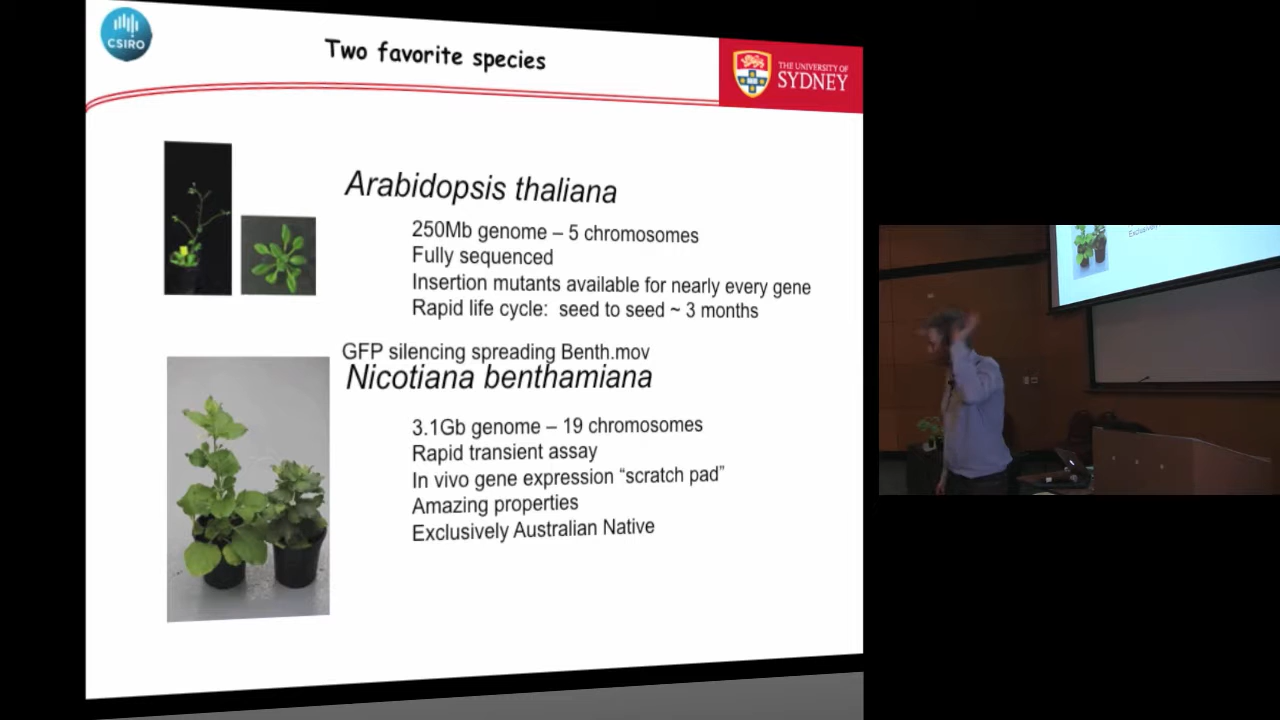 CSIRO
Two favorite species
THE UNIVERSITY OF
SYDNEY
Arabidopsis thaliana
250Mb genome – 5 chromosomes
Fully sequenced
Insertion mutants available for nearly every gene
Rapid life cycle:  seed to seed ~ 3 months
GFP silencing spreading Benth.mov
Nicotiana benthamiana
3.1Gb genome – 19 chromosomes
Rapid transient assay
In vivo gene expression “scratch pad”
Amazing properties
Exclusively Australian Native
Exclusively